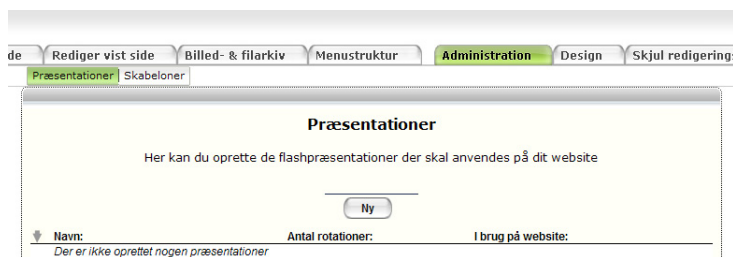 de Rediger vist side Billed- & filarkiv Menustruktur Administration Design Skjul redigering
Præsentationer Skabeloner
Præsentationer
Her kan du oprette de flashpræsentationer der skal anvendes på dit website
Ny
Navn: Antal rotationer: I brug på website:
Der er ikke oprettet nogen præsentationer